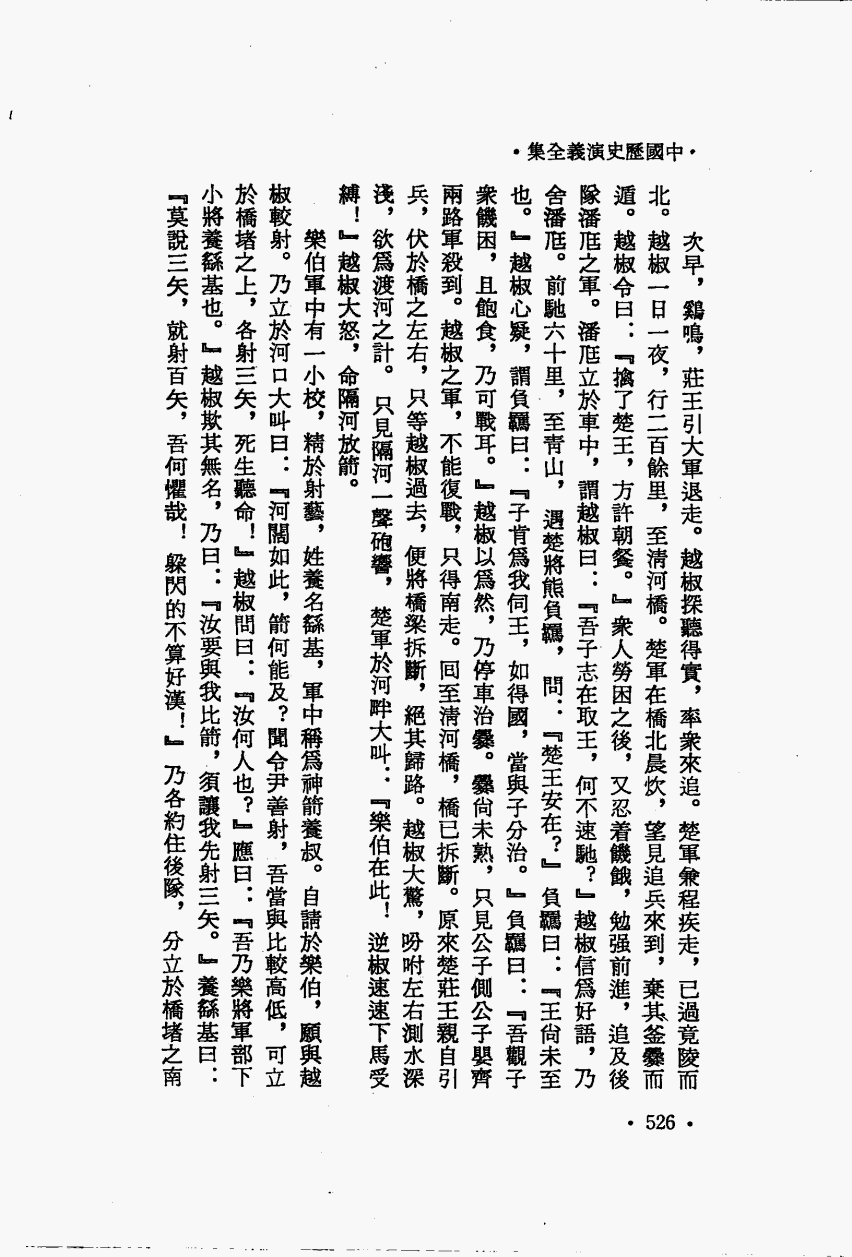 •中國歷史演義全集•
次早，鷄鳴，莊王引大軍退走。越椒探聽得實，率衆來追。楚軍兼程疾走，已過竟陵而
北。越椒一日一夜，行二百餘里，至淸河橋。楚軍在橋北晨炊，望見追兵來到，棄其釜爨而
遁。越椒令曰：『擒了楚王，方許朝餐。』衆人勞困之後，又忍着饑餓，勉强前進，追及後
隊潘尫之軍。潘尫立於車中，謂越椒曰：『吾子志在取王，何不速馳？』越椒信爲好語，乃
舍潘尫。前馳六十里，至靑山，遇楚將熊負羈，問：『楚王安在？』負羈曰：『王尙未至
也。』越椒心疑，謂負羈曰：『子肯爲我伺王，如得國，當與子分治。』負羈曰：『吾觀子
衆饑困，且飽食，乃可戰耳。』越椒以爲然，乃停車治爨。爨尙未熟，只見公子側公子嬰齊
兩路軍殺到。越椒之軍，不能復戰，只得南走。回至淸河橋，橋已拆斷。原來楚莊王親自引
兵，伏於橋之左右，只等越椒過去，便將橋梁拆斷，絕其歸路。越椒大驚，吩咐左右測水深
淺，欲爲渡河之計。只見隔河一聲砲響，楚軍於河畔大叫：『樂伯在此！逆椒速速下馬受
縛！』越椒大怒，命隔河放箭。
樂伯軍中有一小校，精於射藝，姓養名繇基，軍中稱爲神箭養叔。自請於樂伯，願與越
椒較射。乃立於河口大叫曰：『河闊如此，箭何能及？聞令尹善射，吾當與比較高低，可立
於橋堵之上，各射三矢，死生聽命！』越椒問曰：『汝何人也？』應曰：『吾乃樂將軍部下
小將養繇基也。』越椒欺其無名，乃曰：『汝要與我比箭，須讓我先射三矢。』養繇基曰：
『莫說三矢，就射百矢，吾何懼哉！躲閃的不算好漢！』乃各約住後隊，分立於橋堵之南
• 526 •